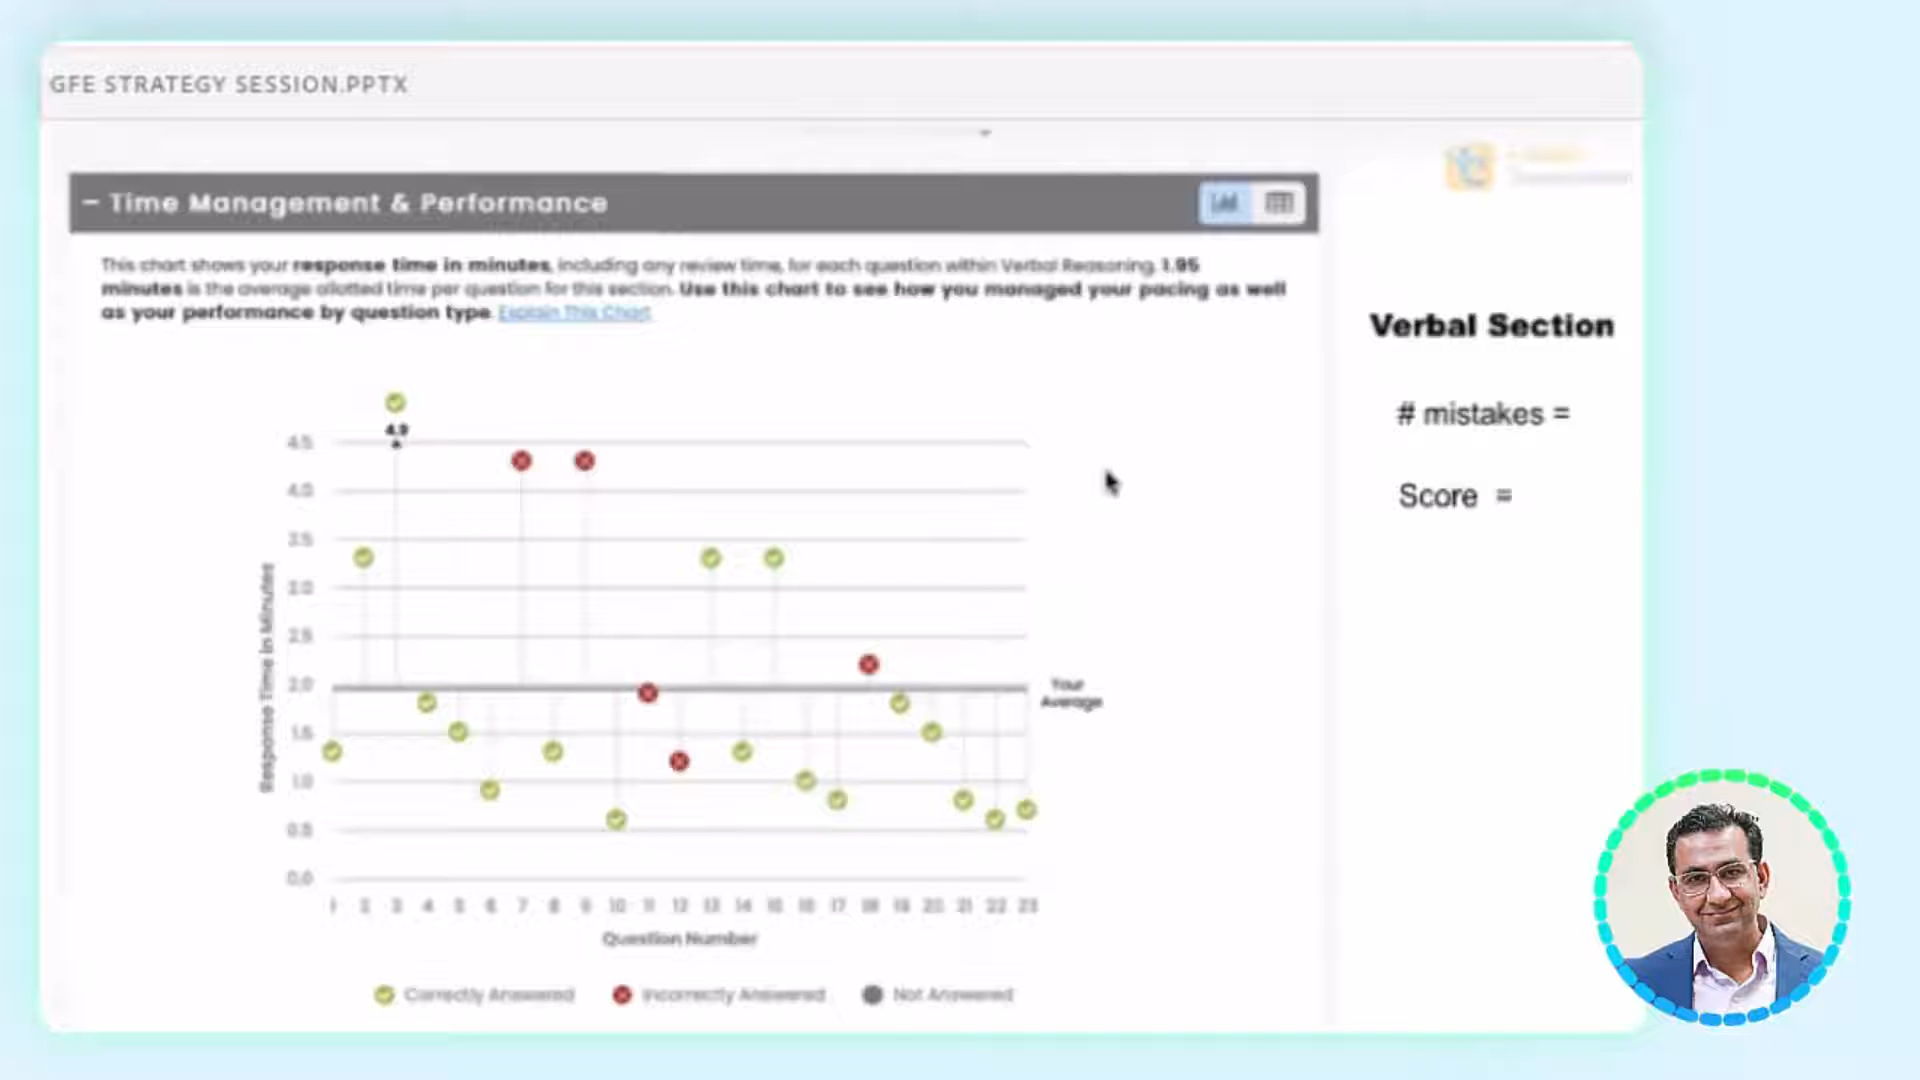 GFE STRATEGY SESSION.PPTX
– Time Management & Performance
This chart shows your response time in minutes, including any review time, for each question within Verbal Reasoning. 1.95
minutes is the average allotted time per question for this section. Use this chart to see how you managed your pacing as well
as your performance by question type. Explain This Chart
Verbal Section
# mistakes =
Score =
4.9
4.5
4.0
3.5
3.0
2.5
2.0
1.5
1.0
0.5
0.0
Response Time in Minutes
Your
Average
1 2 3 4 5 6 7 8 9 10 11 12 13 14 15 16 17 18 19 20 21 22 23
Question Number
Correctly Answered Incorrectly Answered Not Answered